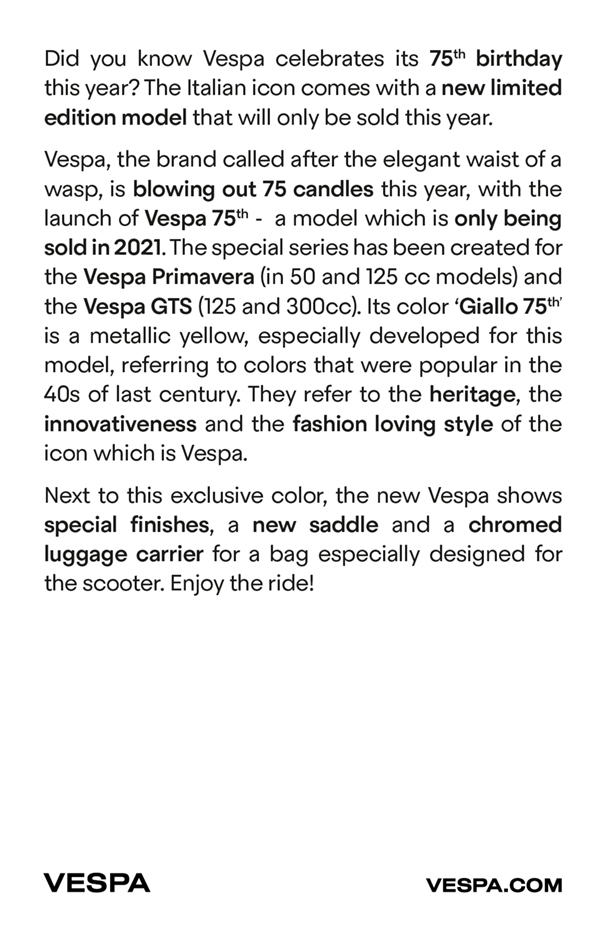 Did you know Vespa celebrates its 75th birthday
this year? The Italian icon comes with a new limited
edition model that will only be sold this year.
Vespa, the brand called after the elegant waist of a
wasp, is blowing out 75 candles this year, with the
launch of Vespa 75th - a model which is only being
sold in 2021. The special series has been created for
the Vespa Primavera (in 50 and 125 cc models) and
the Vespa GTS (125 and 300cc). Its color ‘Giallo 75th’
is a metallic yellow, especially developed for this
model, referring to colors that were popular in the
40s of last century. They refer to the heritage, the
innovativeness and the fashion loving style of the
icon which is Vespa.
Next to this exclusive color, the new Vespa shows
special finishes, a new saddle and a chromed
luggage carrier for a bag especially designed for
the scooter. Enjoy the ride!
VESPA
VESPA.COM